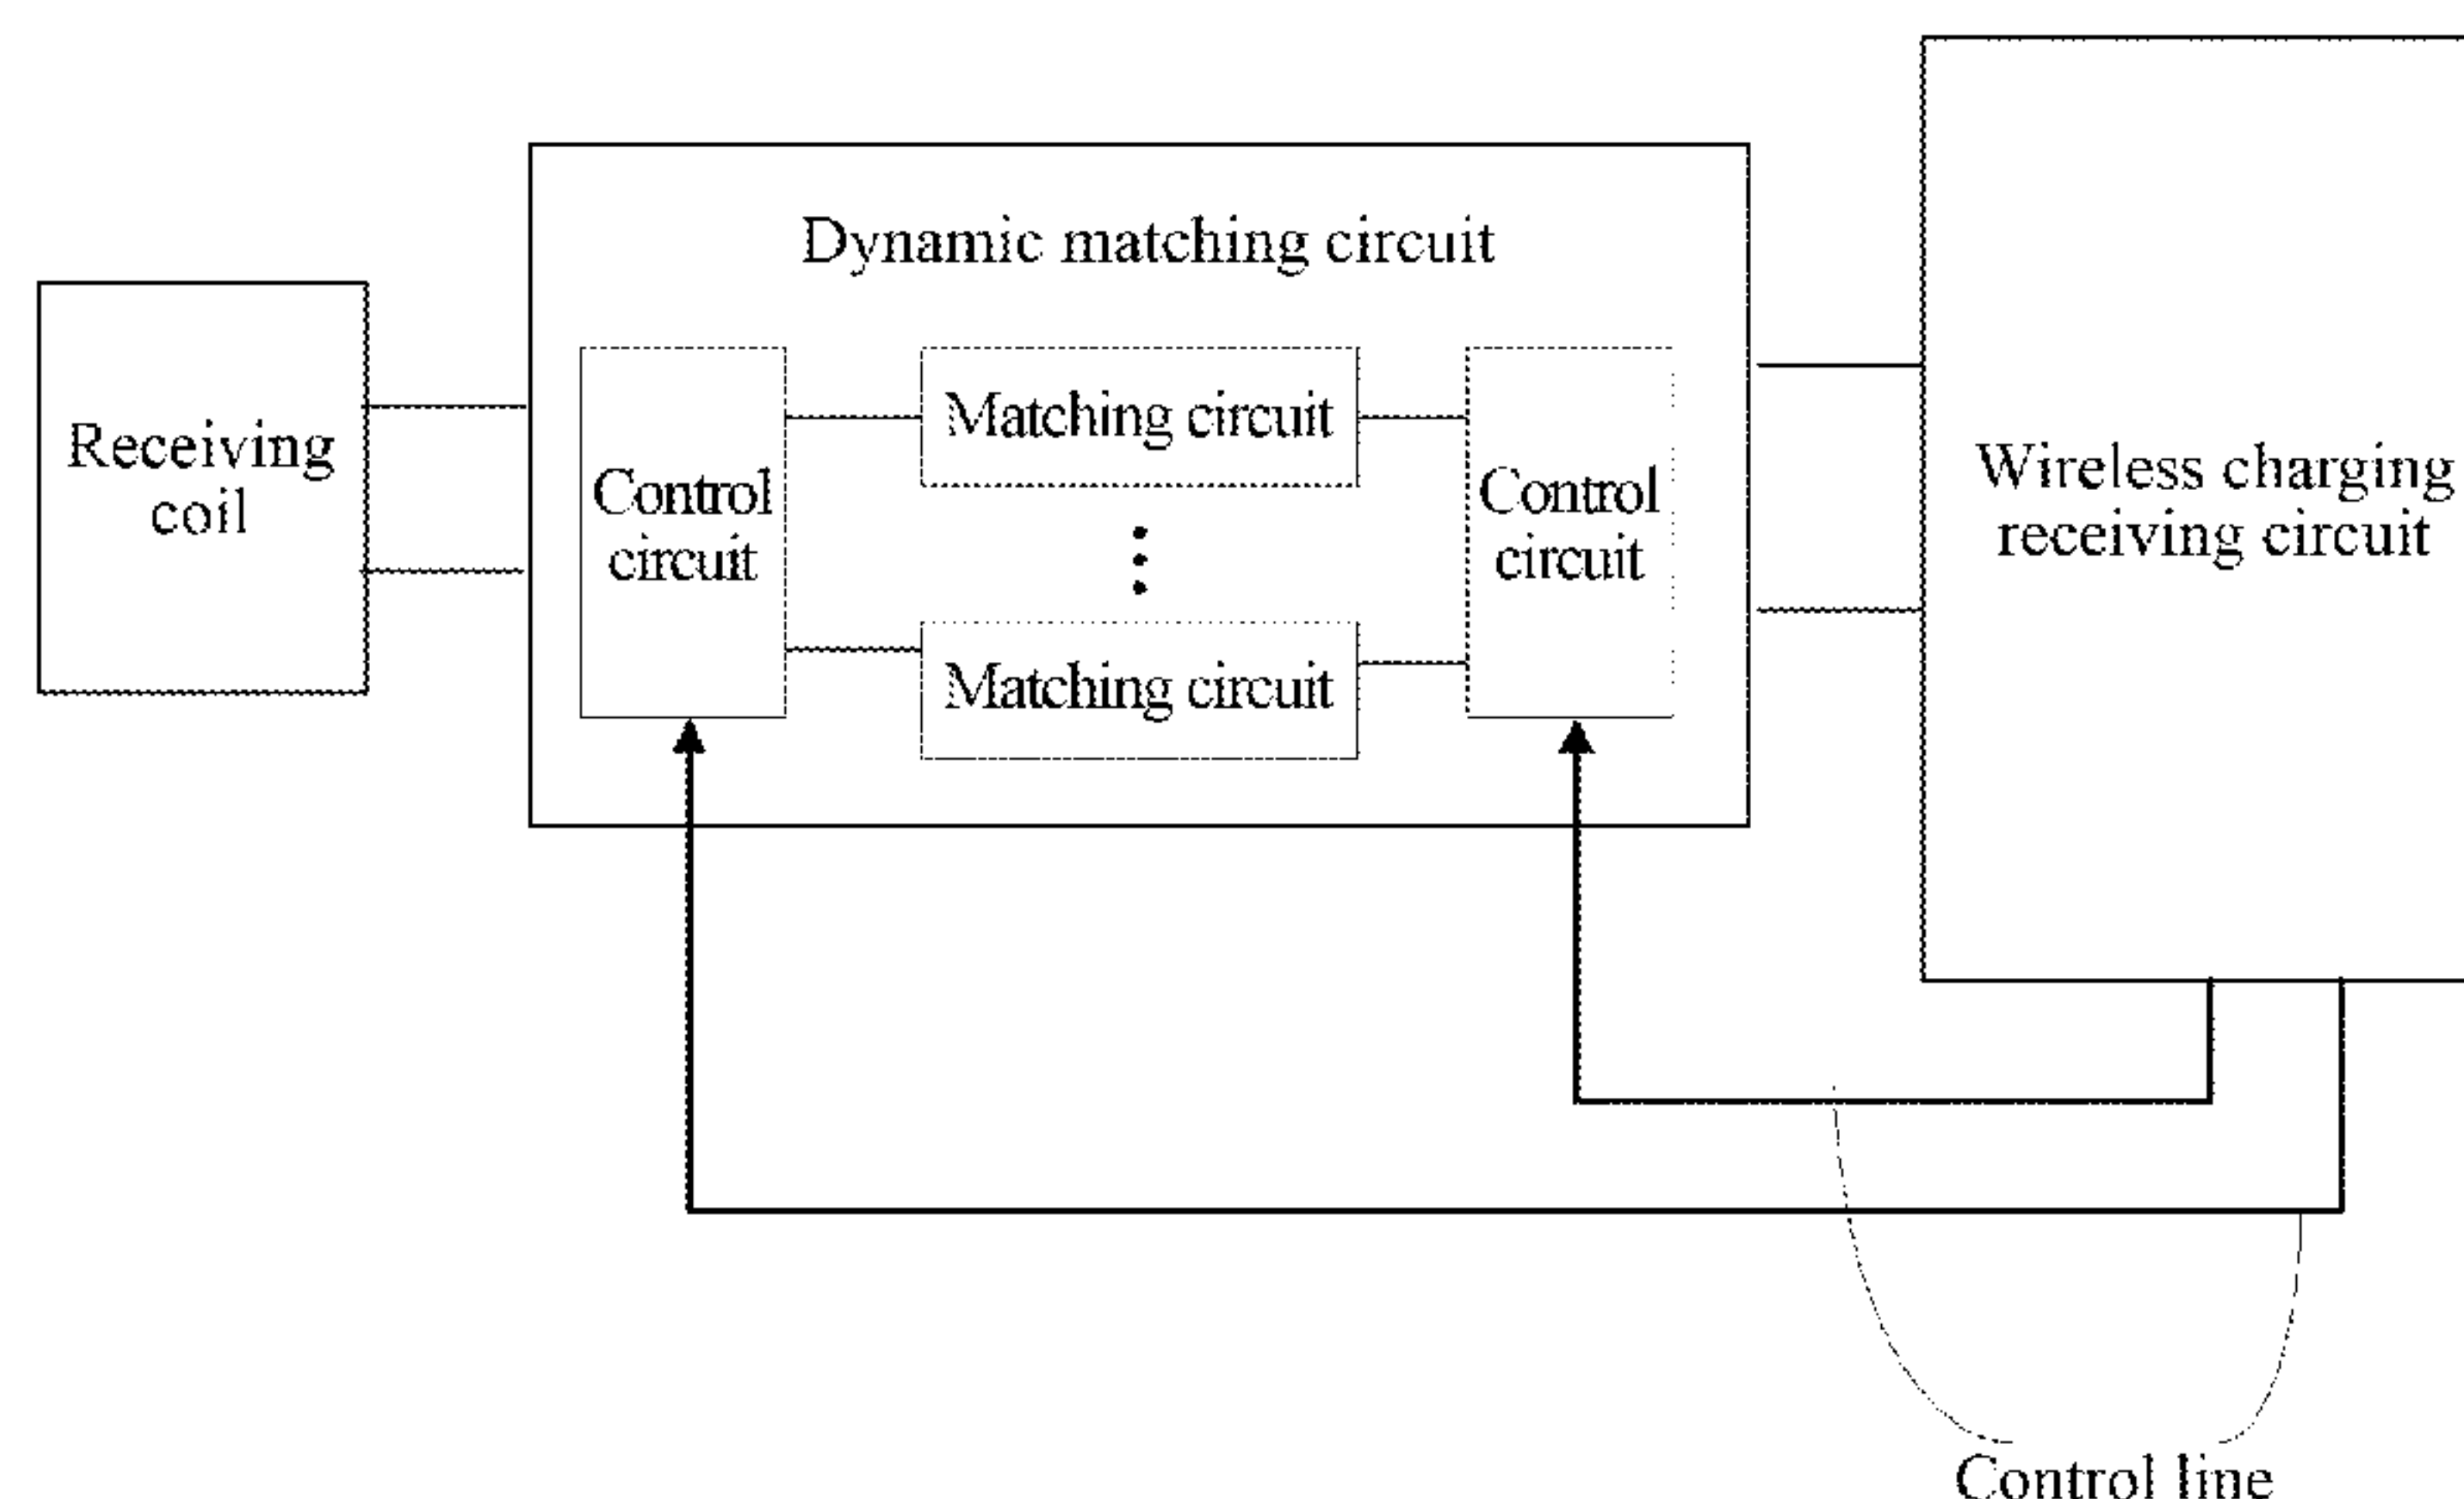 Dynamic matching circuit
Receiving
coil
Control
circuit
Matching circuit
Matching circuit
Control
circuit
Wireless charging
receiving circuit
Control line